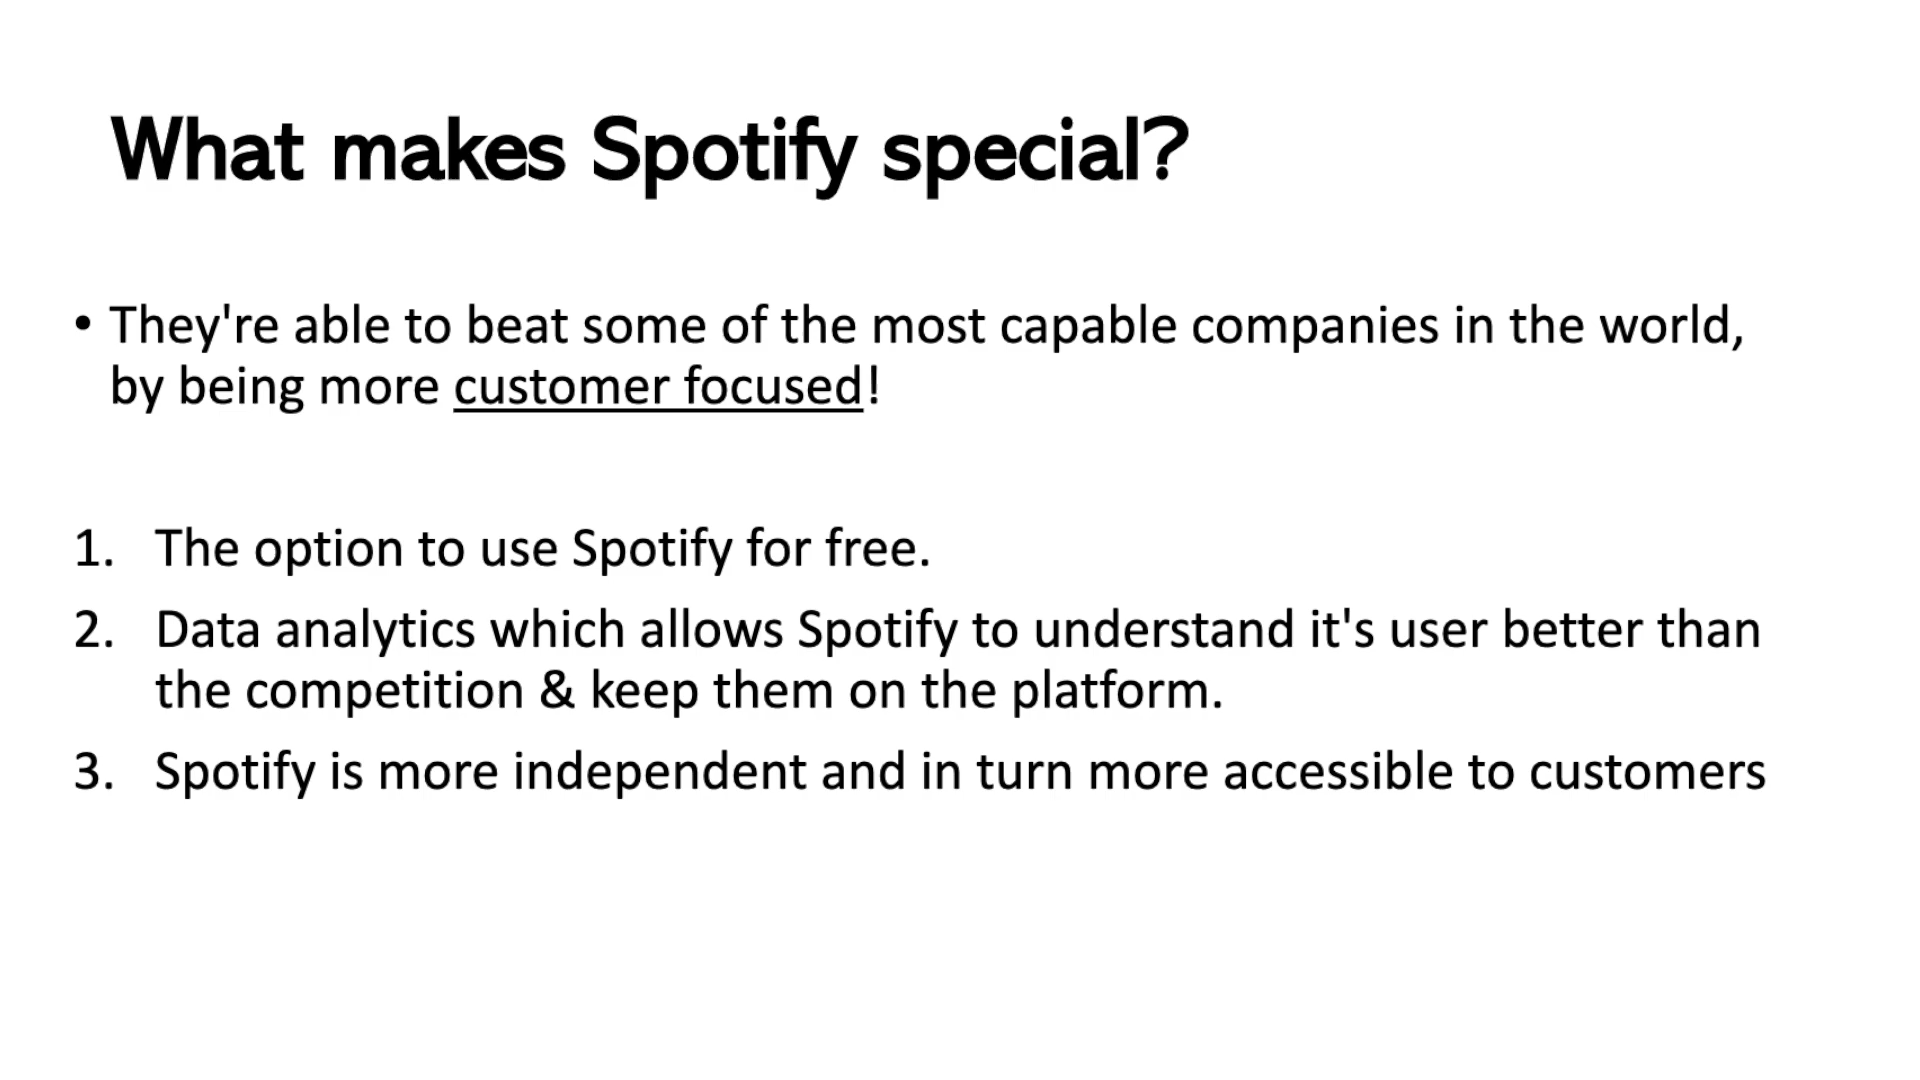 What makes Spotify special?
• They're able to beat some of the most capable companies in the world,
by being more customer focused!
1. The option to use Spotify for free.
2. Data analytics which allows Spotify to understand it's user better than
the competition & keep them on the platform.
3. Spotify is more independent and in turn more accessible to customers